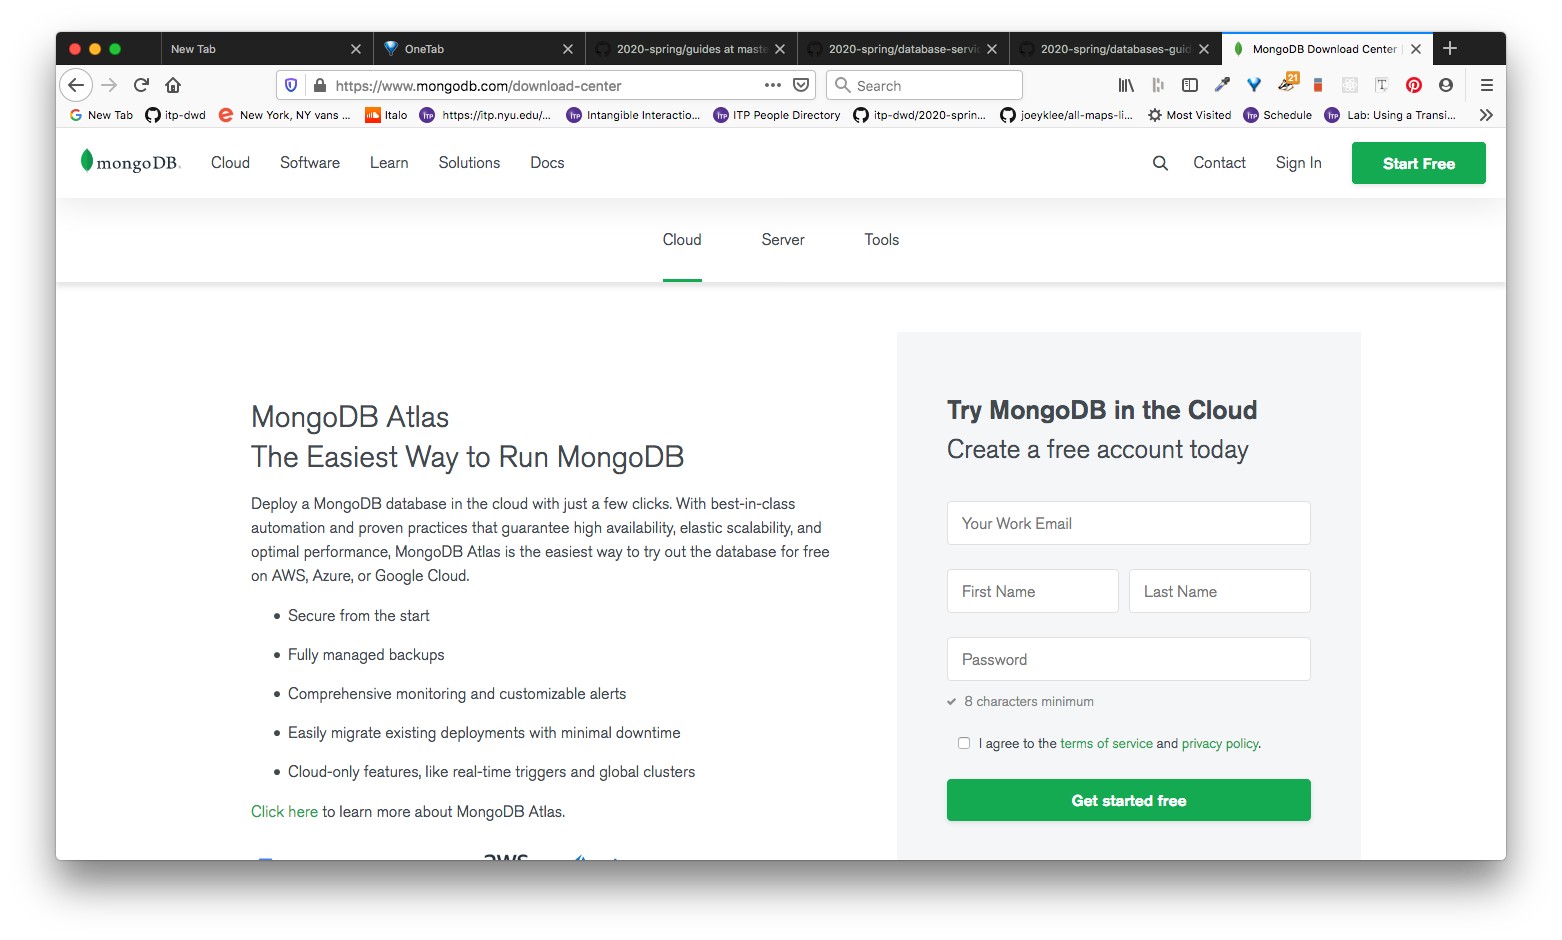 New Tab
OneTab
2020-spring/guides at maste
2020-spring/database-servic
2020-spring/databases-guid
MongoDB Download Center
https://www.mongodb.com/download-center
Search
21
New Tab
itp-dwd
New York, NY vans ...
Italo
itp https://itp.nyu.edu/...
itp Intangible Interactio...
itp ITP People Directory
itp-dwd/2020-sprin...
joeyklee/all-maps-li...
Most Visited
itp Schedule
itp Lab: Using a Transi...
mongoDB.
Cloud
Software
Learn
Solutions
Docs
Contact
Sign In
Start Free
Cloud
Server
Tools
MongoDB Atlas
The Easiest Way to Run MongoDB
Deploy a MongoDB database in the cloud with just a few clicks. With best-in-class
automation and proven practices that guarantee high availability, elastic scalability, and
optimal performance, MongoDB Atlas is the easiest way to try out the database for free
on AWS, Azure, or Google Cloud.
• Secure from the start
• Fully managed backups
• Comprehensive monitoring and customizable alerts
• Easily migrate existing deployments with minimal downtime
• Cloud-only features, like real-time triggers and global clusters
Click here to learn more about MongoDB Atlas.
aws
Try MongoDB in the Cloud
Create a free account today
Your Work Email
First Name
Last Name
Password
8 characters minimum
I agree to the terms of service and privacy policy.
Get started free